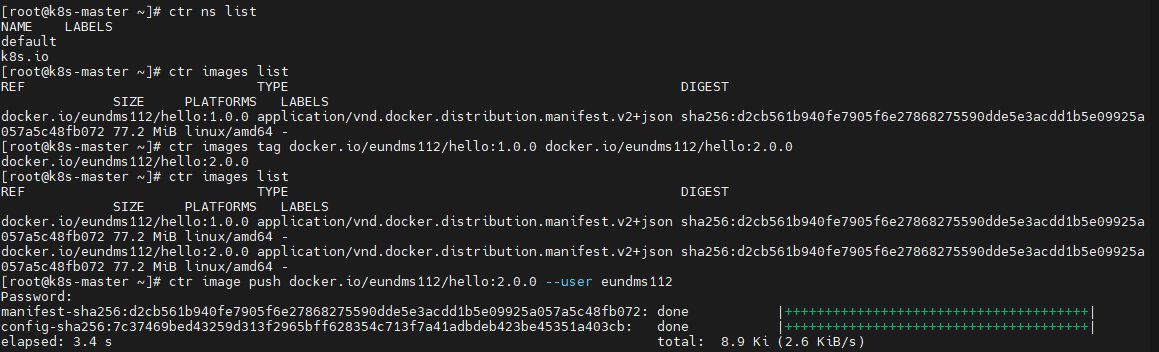 [root@k8s-master ~]# ctr ns list
NAME    LABELS
default
k8s.io
[root@k8s-master ~]# ctr images list
REF                             TYPE                                                 DIGEST
              SIZE     PLATFORMS   LABELS
docker.io/eundms112/hello:1.0.0 application/vnd.docker.distribution.manifest.v2+json sha256:d2cb561b940fe7905f6e27868275590dde5e3acdd1b5e09925a
057a5c48fb072 77.2 MiB linux/amd64 -
[root@k8s-master ~]# ctr images tag docker.io/eundms112/hello:1.0.0 docker.io/eundms112/hello:2.0.0
docker.io/eundms112/hello:2.0.0
[root@k8s-master ~]# ctr images list
REF                             TYPE                                                 DIGEST
              SIZE     PLATFORMS   LABELS
docker.io/eundms112/hello:1.0.0 application/vnd.docker.distribution.manifest.v2+json sha256:d2cb561b940fe7905f6e27868275590dde5e3acdd1b5e09925a
057a5c48fb072 77.2 MiB linux/amd64 -
docker.io/eundms112/hello:2.0.0 application/vnd.docker.distribution.manifest.v2+json sha256:d2cb561b940fe7905f6e27868275590dde5e3acdd1b5e09925a
057a5c48fb072 77.2 MiB linux/amd64 -
[root@k8s-master ~]# ctr image push docker.io/eundms112/hello:2.0.0 --user eundms112
Password:
manifest-sha256:d2cb561b940fe7905f6e27868275590dde5e3acdd1b5e09925a057a5c48fb072: done           |++++++++++++++++++++++++++++++++++++++|
config-sha256:7c37469bed43259d313f2965bff628354c713f7a41adbdeb423be45351a403cb:   done           |++++++++++++++++++++++++++++++++++++++|
elapsed: 3.4 s                                                                    total:  8.9 Ki (2.6 KiB/s)